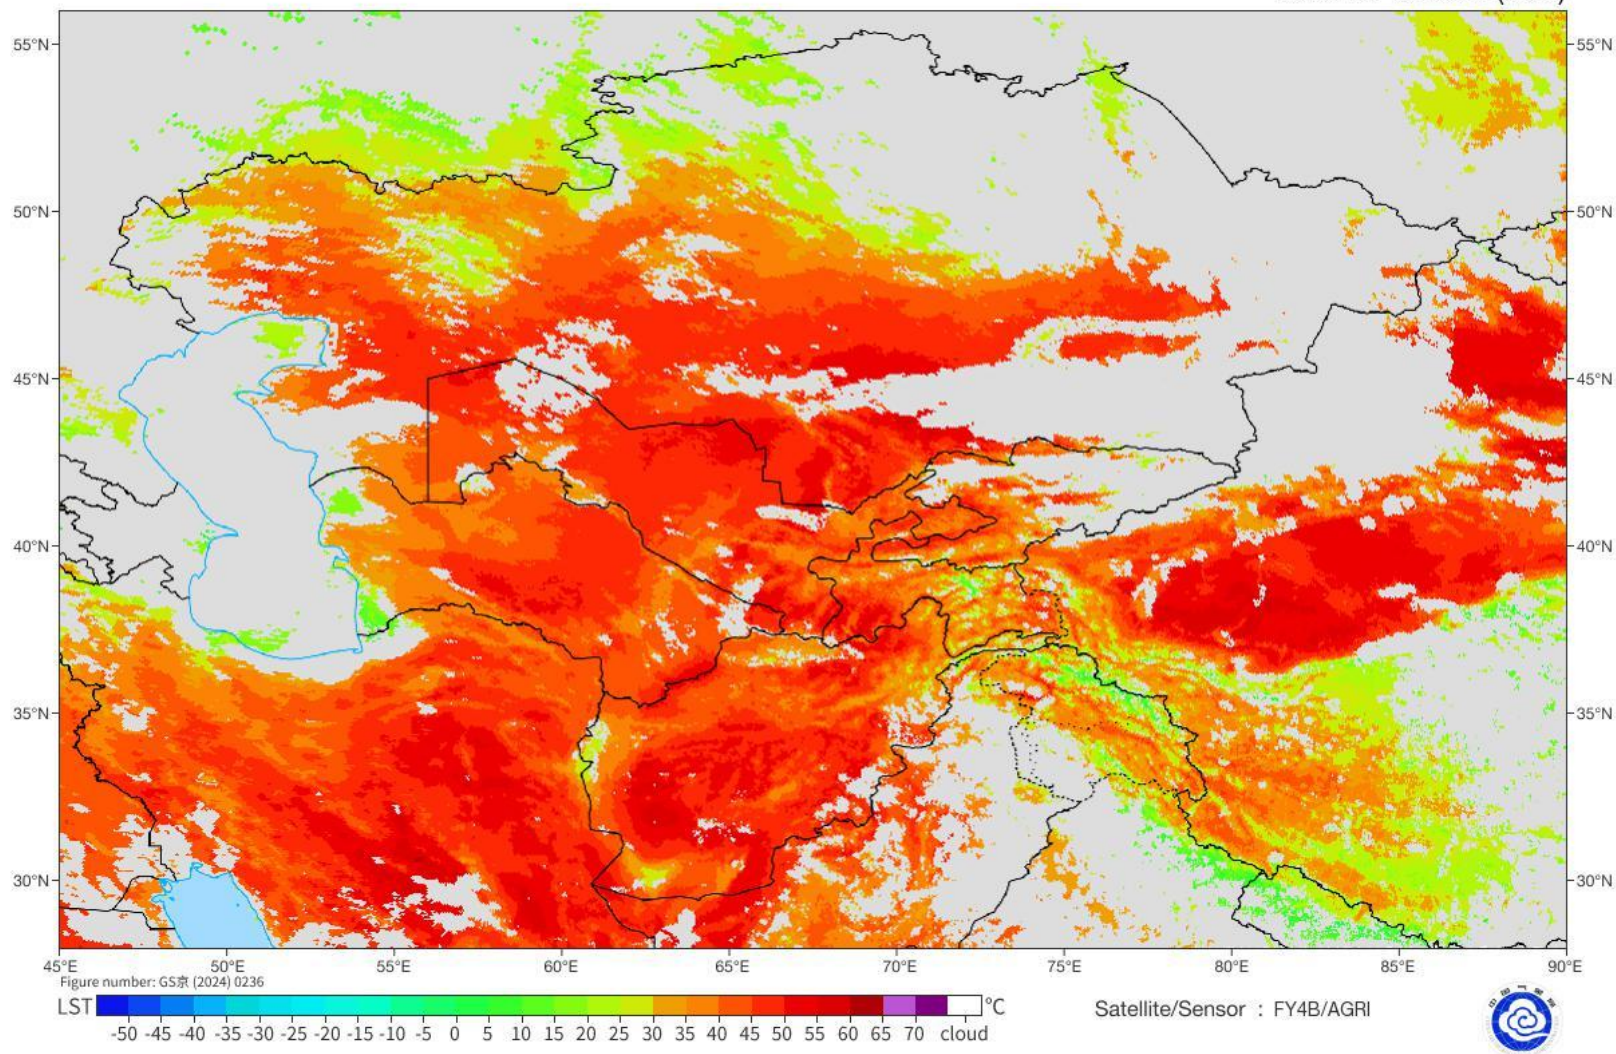 55°N 55°N
50°N 50°N
45°N 45°N
40°N 40°N
35°N 35°N
30°N 30°N
45°E 50°E 55°E 60°E 65°E 70°E 75°E 80°E 85°E 90°E
Figure number: GS京 (2024) 0236
LST -50 -45 -40 -35 -30 -25 -20 -15 -10 -5 0 5 10 15 20 25 30 35 40 45 50 55 60 65 70 cloud °C
Satellite/Sensor : FY4B/AGRI